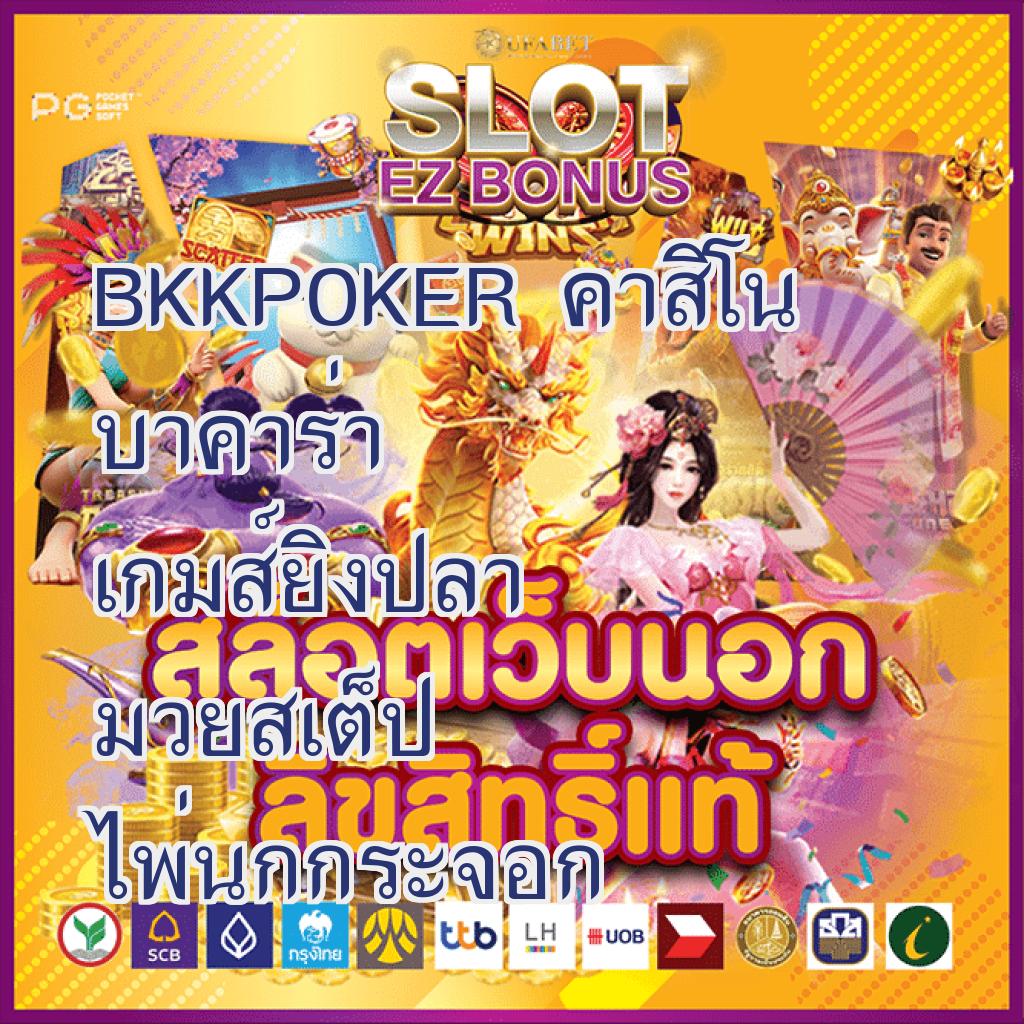 UFABET
PG POCKET GAMES SOFT
SLOT
EZ BONUS
WINS
WILD
SCATTER
BKKPOKER คาสิโน
บาคาร่า
เกมส์ยิงปลา
สล็อตเว็บนอก
มวยสเต็ป
ลิขสิทธิ์แท้
ไพ่นกกระจอก
SCB
กรุงไทย
ttb
LH
UOB